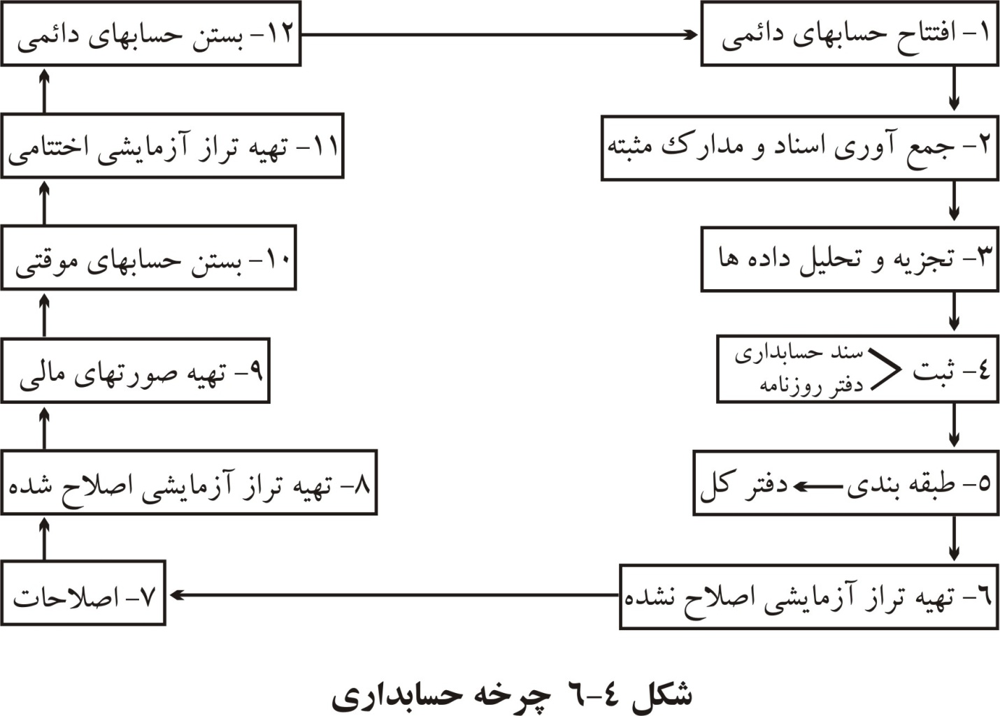 ۱- افتتاح حسابهای دائمی
۲- جمع آوری اسناد و مدارک مثبته
۳- تجزیه و تحلیل داده ها
۴- ثبت
سند حسابداری
دفتر روزنامه
۵- طبقه بندی
دفتر کل
۶- تهیه تراز آزمایشی اصلاح نشده
۷- اصلاحات
۸- تهیه تراز آزمایشی اصلاح شده
۹- تهیه صورتهای مالی
۱۰- بستن حسابهای موقتی
۱۱- تهیه تراز آزمایشی اختتامی
۱۲- بستن حسابهای دائمی
شکل ۴-۶ چرخه حسابداری